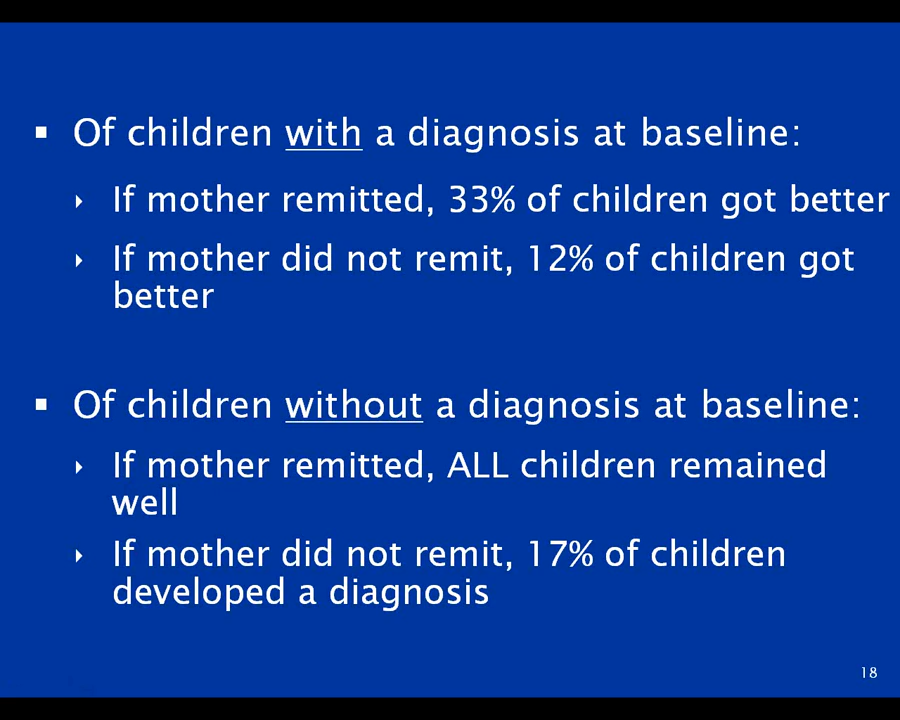 ▪ Of children with a diagnosis at baseline:
‣ If mother remitted, 33% of children got better
‣ If mother did not remit, 12% of children got
better
▪ Of children without a diagnosis at baseline:
‣ If mother remitted, ALL children remained
well
‣ If mother did not remit, 17% of children
developed a diagnosis
18